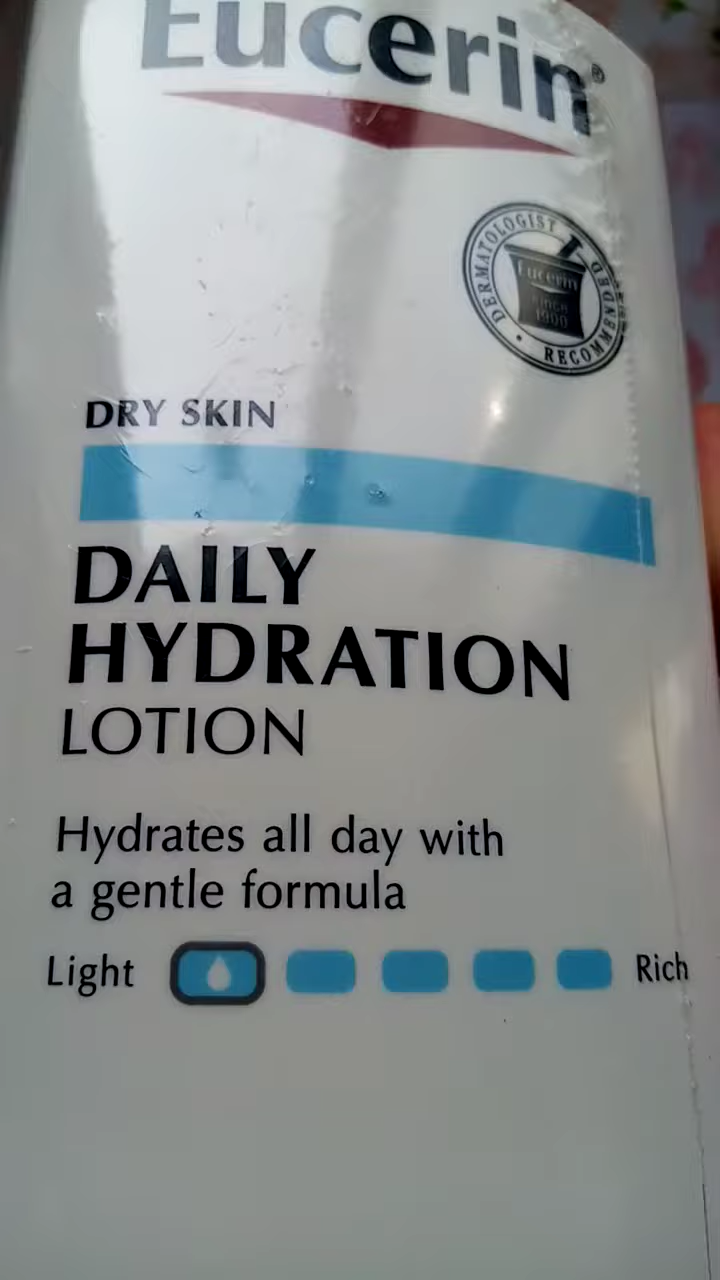 Eucerin®
DERMATOLOGIST RECOMMENDED
Eucerin
SINCE
1900
DRY SKIN
DAILY
HYDRATION
LOTION
Hydrates all day with
a gentle formula
Light Rich